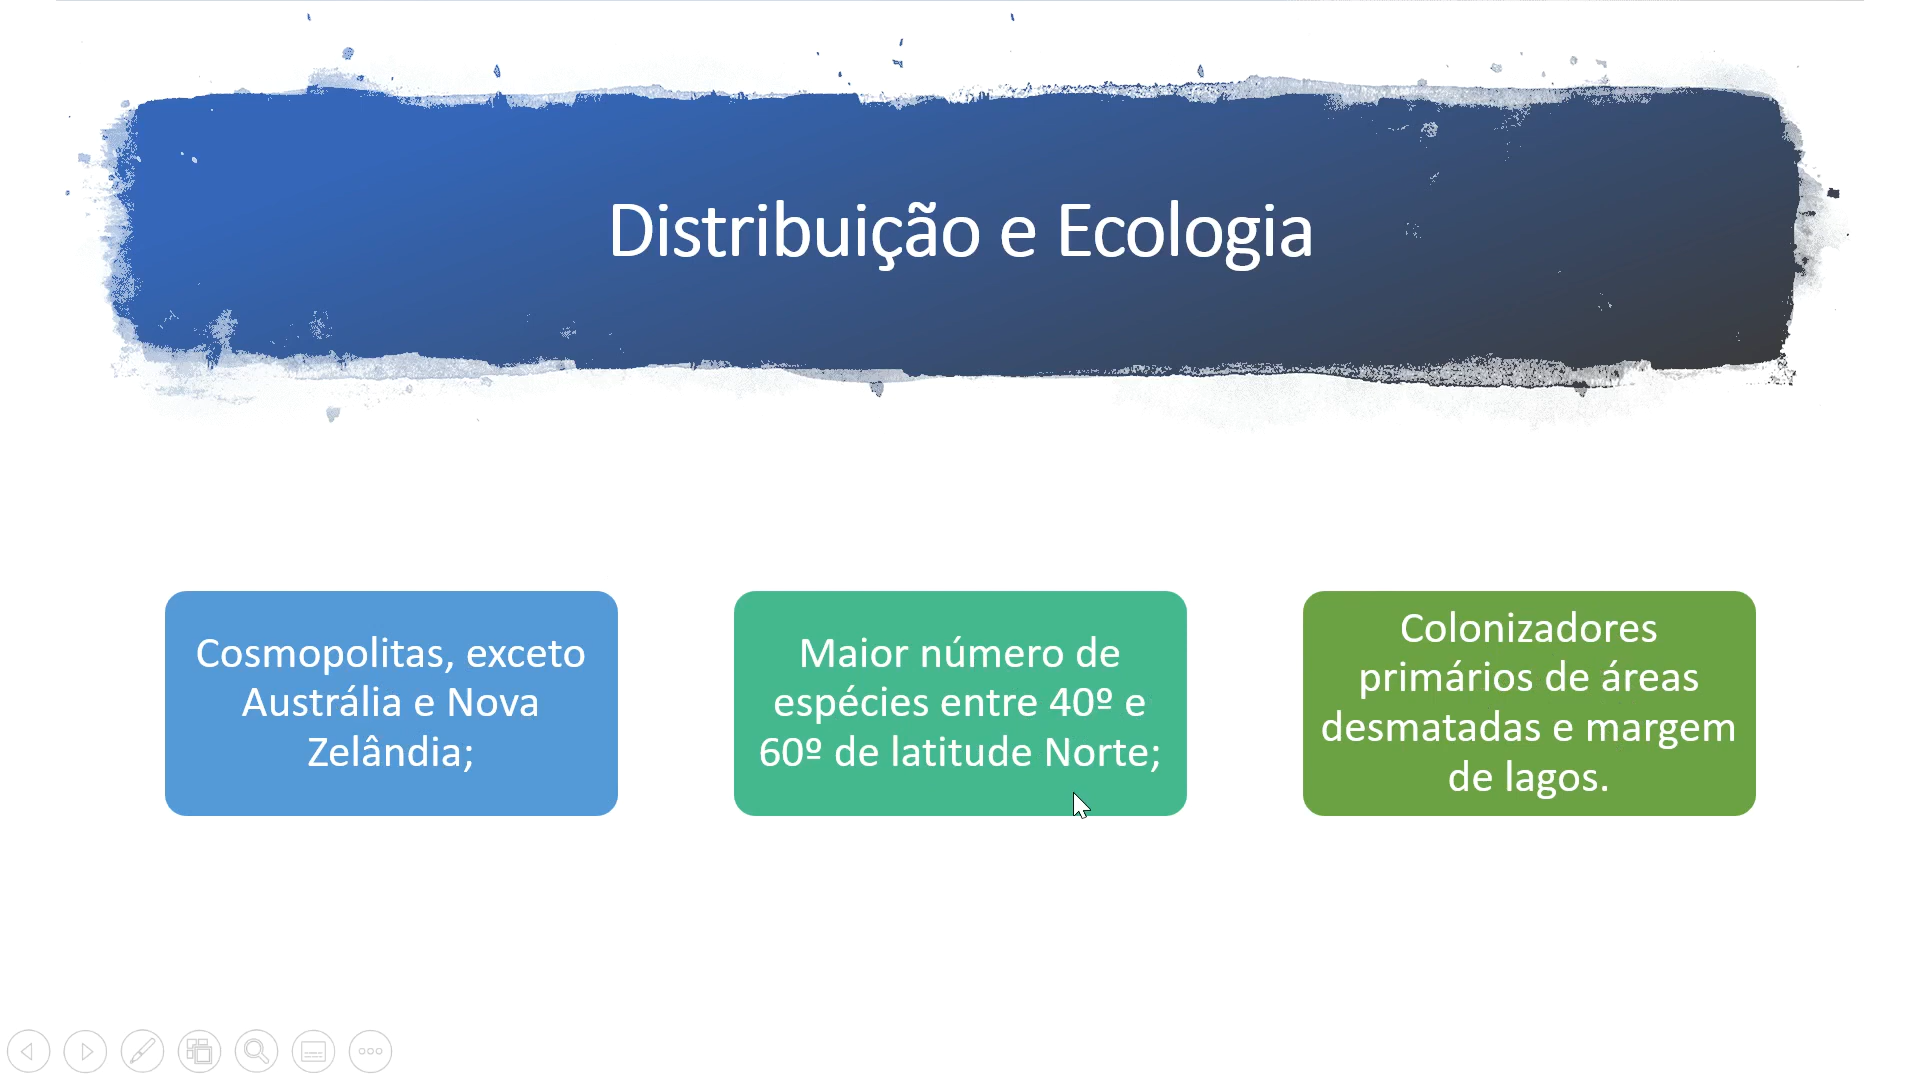 Distribuição e Ecologia
Cosmopolitas, exceto
Austrália e Nova
Zelândia;
Maior número de
espécies entre 40º e
60º de latitude Norte;
Colonizadores
primários de áreas
desmatadas e margem
de lagos.